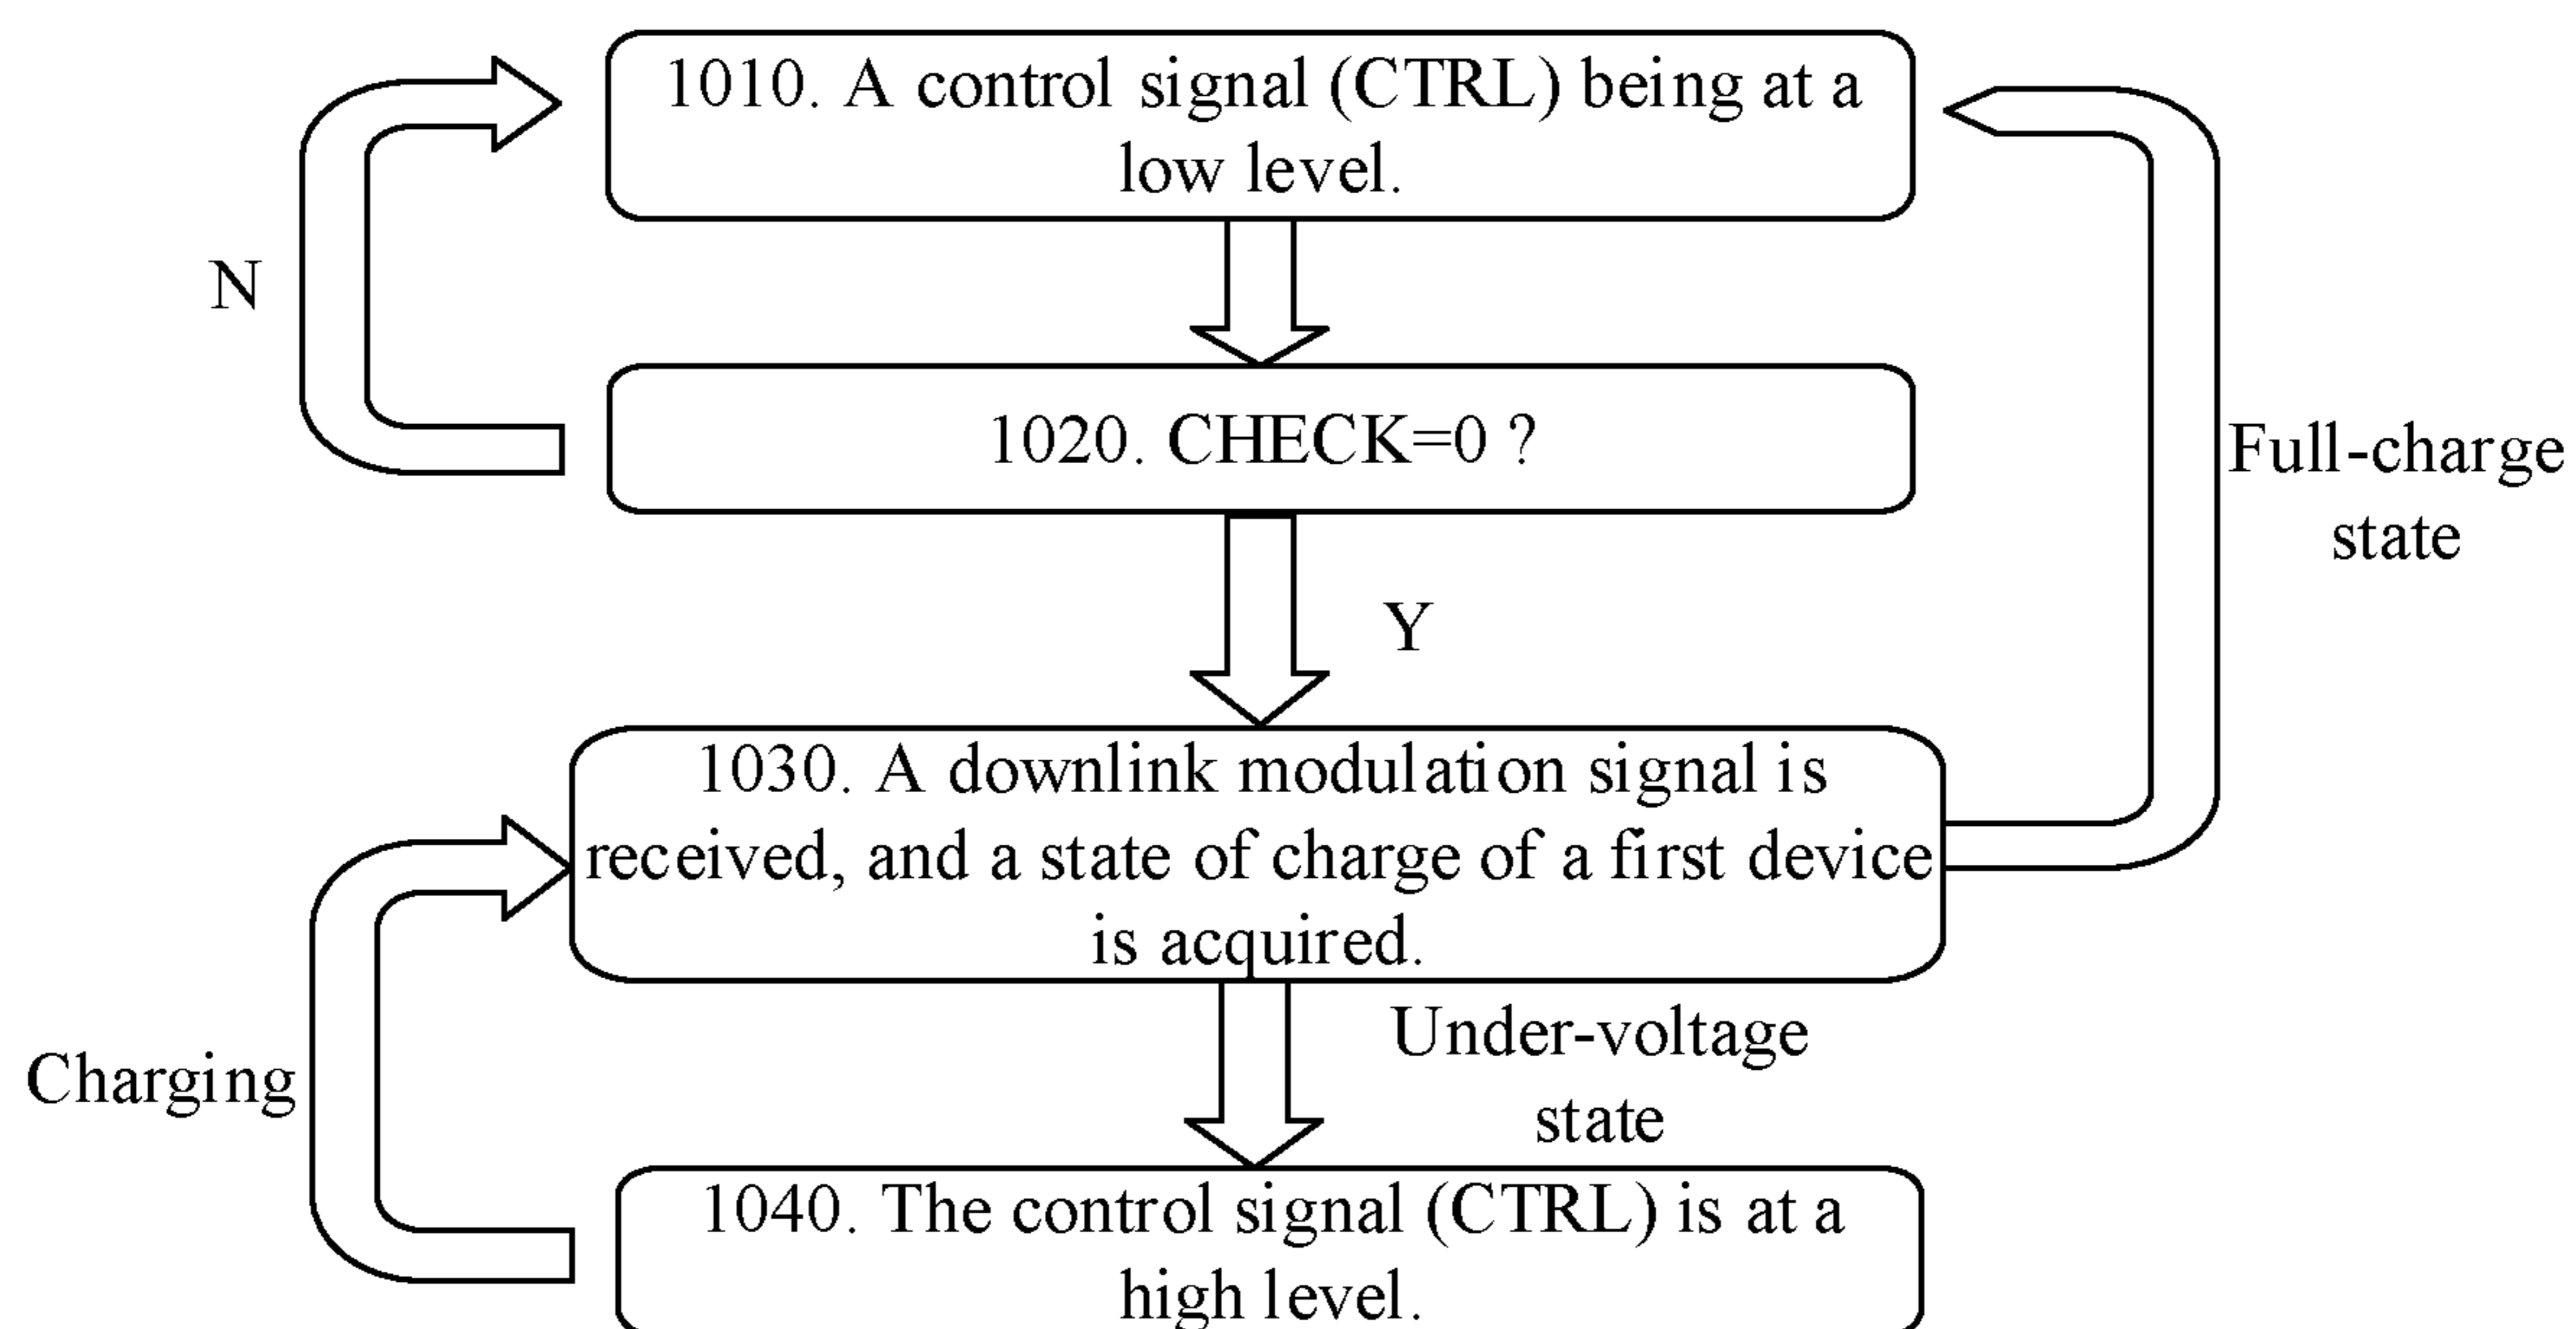 1010. A control signal (CTRL) being at a
low level.
N
1020. CHECK=0 ?
Full-charge
state
Y
1030. A downlink modulation signal is
received, and a state of charge of a first device
is acquired.
Under-voltage
state
Charging
1040. The control signal (CTRL) is at a
high level.